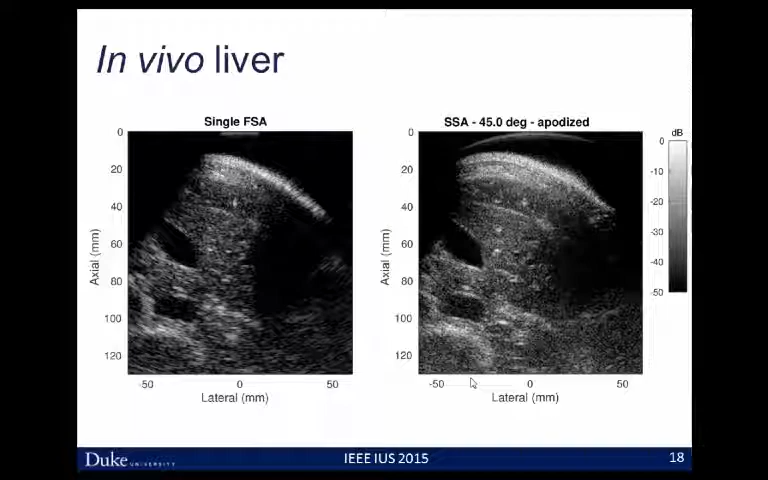 In vivo liver
Single FSA
SSA - 45.0 deg - apodized
dB
0
20
40
60
80
100
120
Axial (mm)
-50
0
50
Lateral (mm)
0
20
40
60
80
100
120
Axial (mm)
-50
0
50
Lateral (mm)
0
-10
-20
-30
-40
-50
Duke UNIVERSITY
IEEE IUS 2015
18